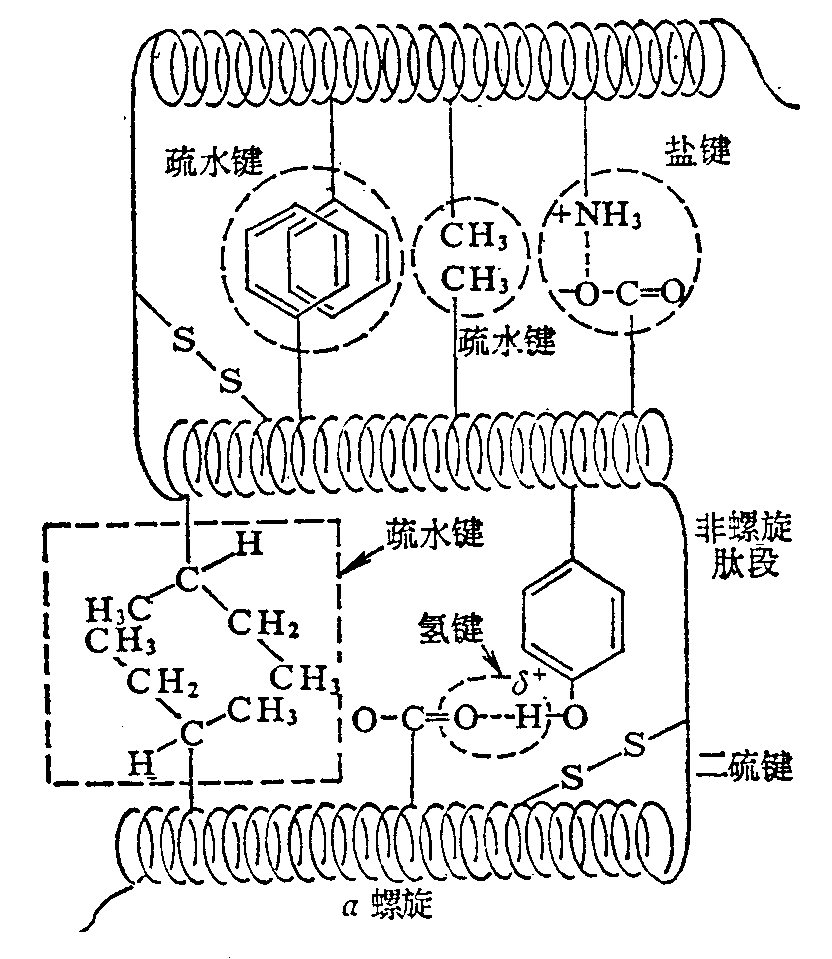 疏水键
盐键
+NH₃
CH₃
CH₃
-O-C=O
疏水键
S
S
非螺旋
肽段
疏水键
H
C
H₃C
CH₂
CH₃
CH₂
CH₃
CH₃
C
H
氢键
δ⁺
O-C=O---H-O
S
S
二硫键
α 螺旋